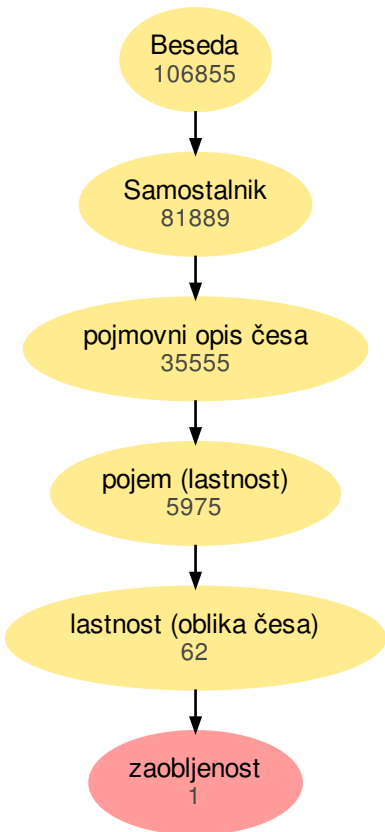 Beseda
106855
Samostalnik
81889
pojmovni opis česa
35555
pojem (lastnost)
5975
lastnost (oblika česa)
62
zaobljenost
1